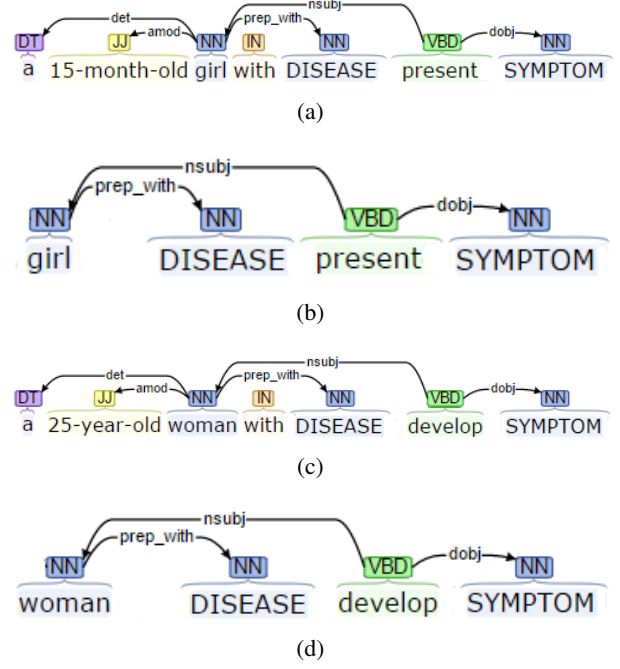 nsubj
det prep_with
amod dobj
DT JJ NN IN NN VBD NN
a 15-month-old girl with DISEASE present SYMPTOM
(a)
nsubj
prep_with
dobj
NN NN VBD NN
girl DISEASE present SYMPTOM
(b)
nsubj
det prep_with
amod dobj
DT JJ NN IN NN VBD NN
a 25-year-old woman with DISEASE develop SYMPTOM
(c)
nsubj
prep_with
dobj
NN NN VBD NN
woman DISEASE develop SYMPTOM
(d)